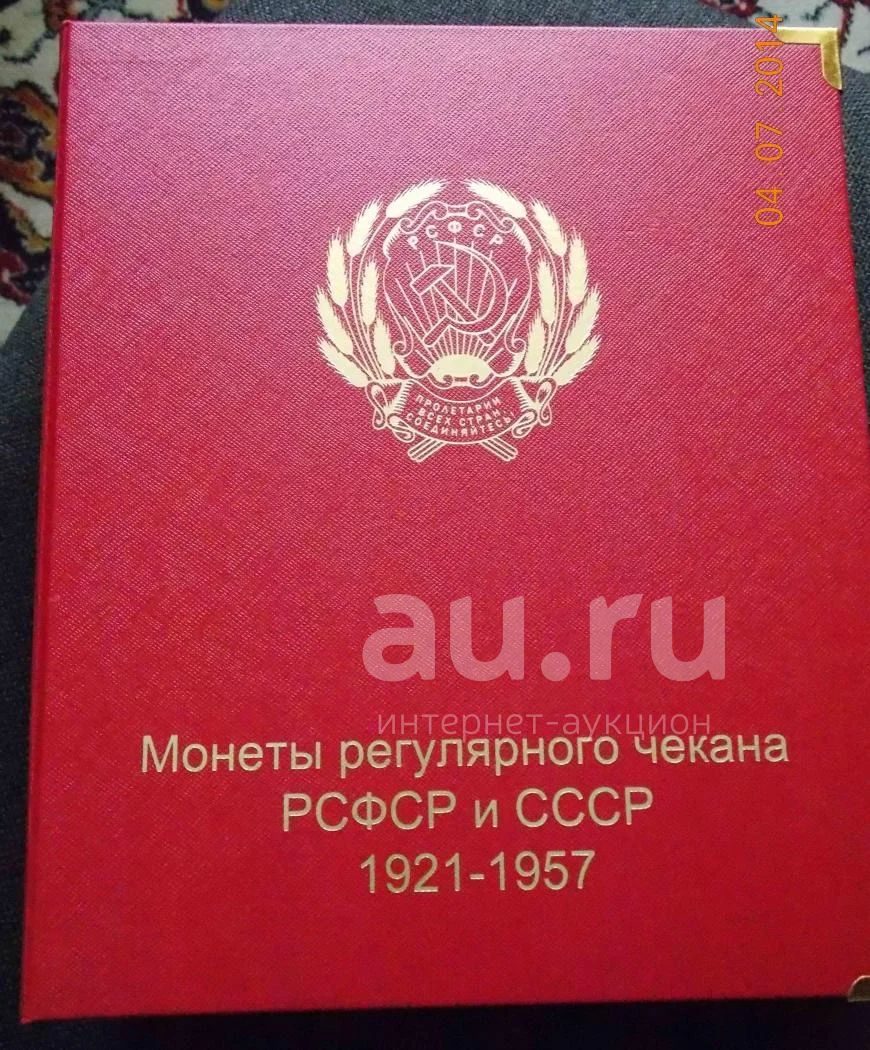 04.07 2014
РСФСР
ПРОЛЕТАРИИ
ВСЕХ СТРАН,
СОЕДИНЯЙТЕСЬ!
au.ru
интернет-аукцион
Монеты регулярного чекана
РСФСР и СССР
1921-1957